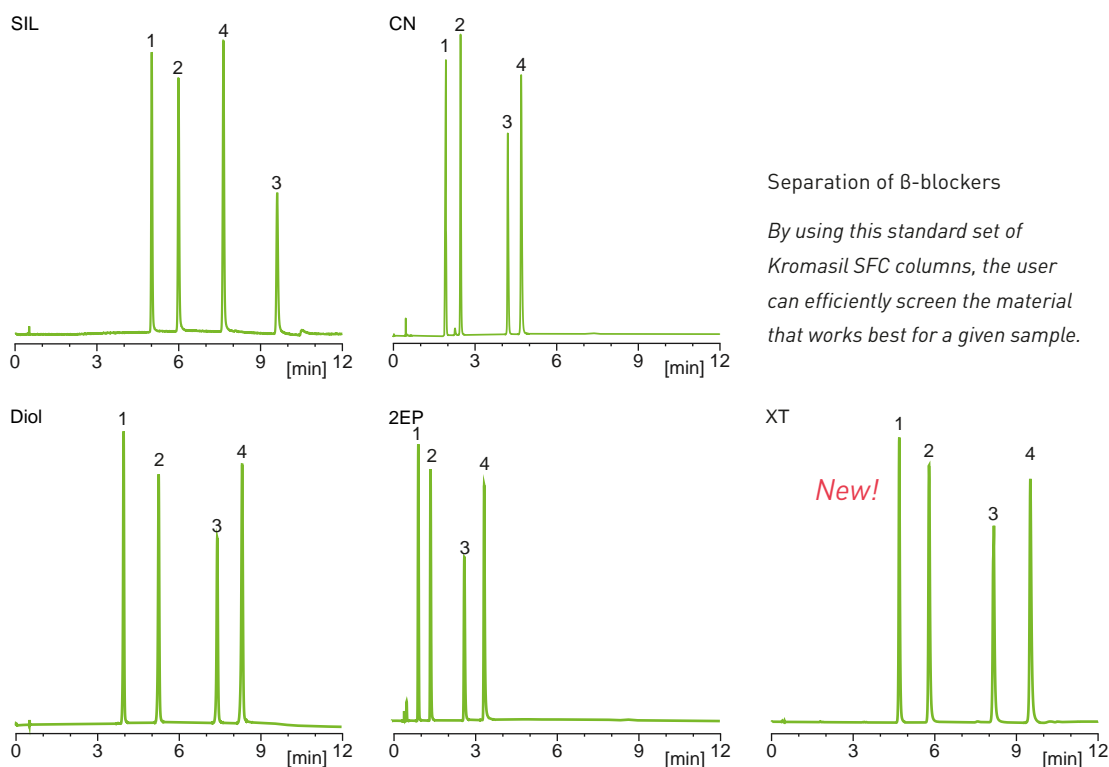 SIL
1
2
4
3
0 3 6 9 12
[min]
CN
1
2
3
4
0 3 6 9 12
[min]
Separation of ß-blockers
By using this standard set of
Kromasil SFC columns, the user
can efficiently screen the material
that works best for a given sample.
Diol
1
2
3
4
0 3 6 9 12
[min]
2EP
1
2
3
4
0 3 6 9 12
[min]
XT
New!
1
2
3
4
0 3 6 9 12
[min]